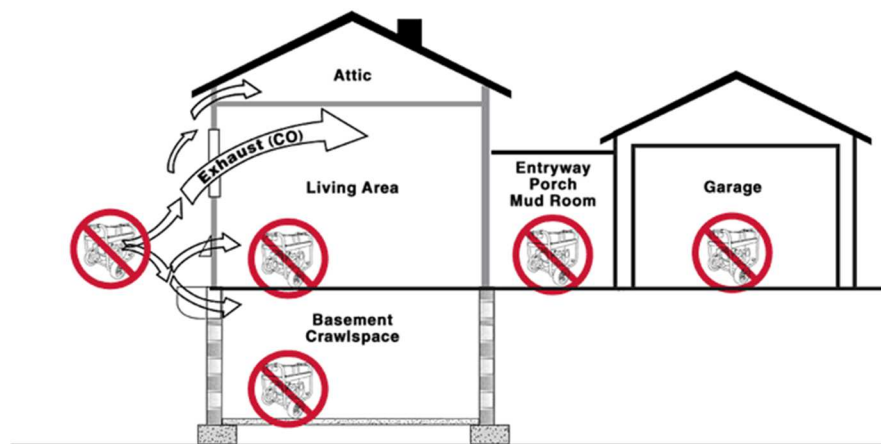 Attic
Exhaust (CO)
Living Area
Entryway
Porch
Mud Room
Garage
Basement
Crawlspace